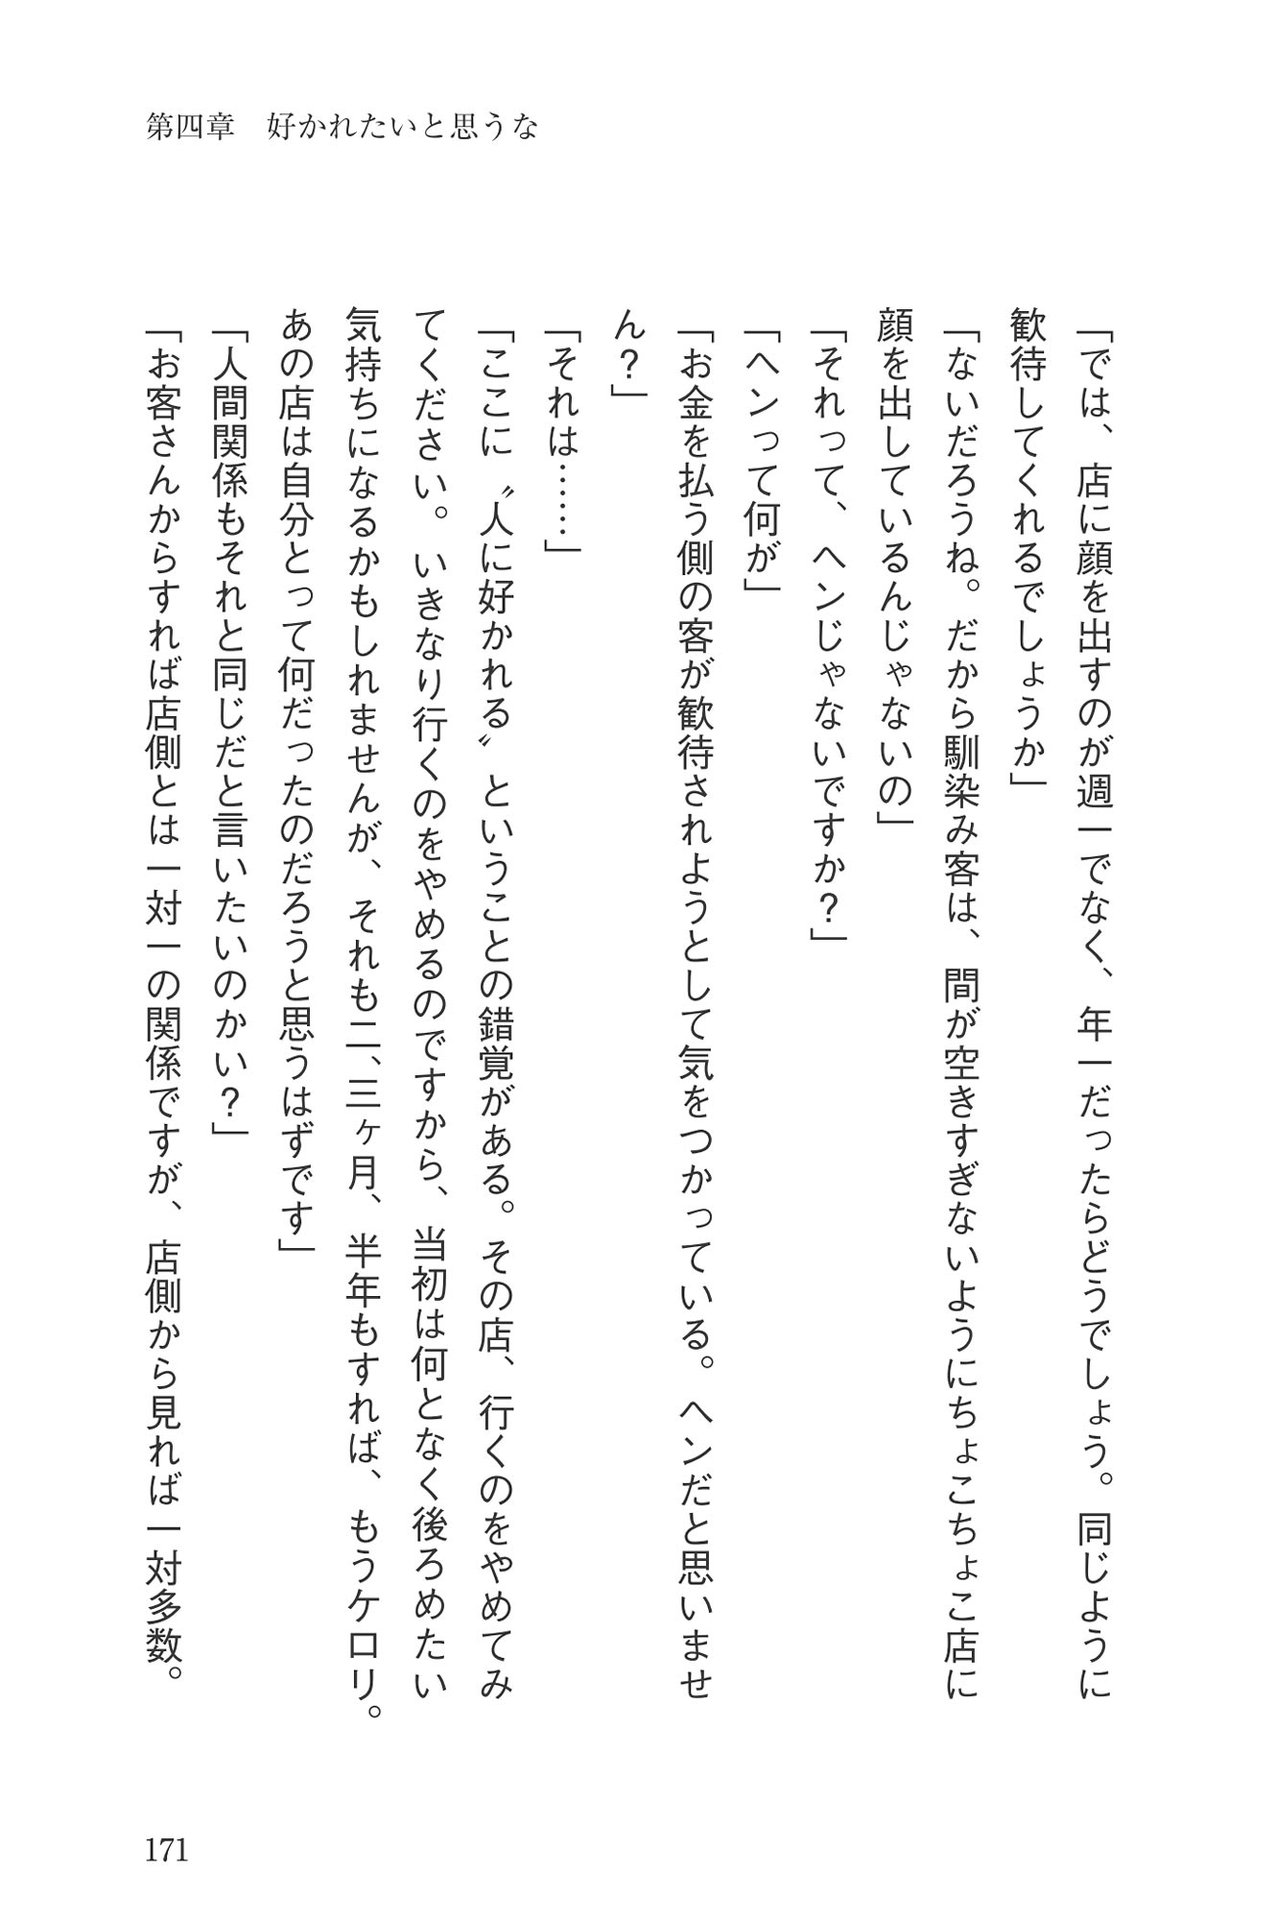 第四章　好かれたいと思うな
「では、店に顔を出すのが週一でなく、年一だったらどうでしょう。同じように
歓待してくれるでしょうか」
「ないだろうね。だから馴染み客は、間が空きすぎないようにちょこちょこ店に
顔を出しているんじゃないの」
「それって、ヘンじゃないですか？」
「ヘンって何が」
「お金を払う側の客が歓待されようとして気をつかっている。ヘンだと思いませ
ん？」
「それは……」
「ここに〝人に好かれる〟ということの錯覚がある。その店、行くのをやめてみ
てください。いきなり行くのをやめるのですから、当初は何となく後ろめたい
気持ちになるかもしれませんが、それも二、三ヶ月、半年もすれば、もうケロリ。
あの店は自分とって何だったのだろうと思うはずです」
「人間関係もそれと同じだと言いたいのかい？」
「お客さんからすれば店側とは一対一の関係ですが、店側から見れば一対多数。
171